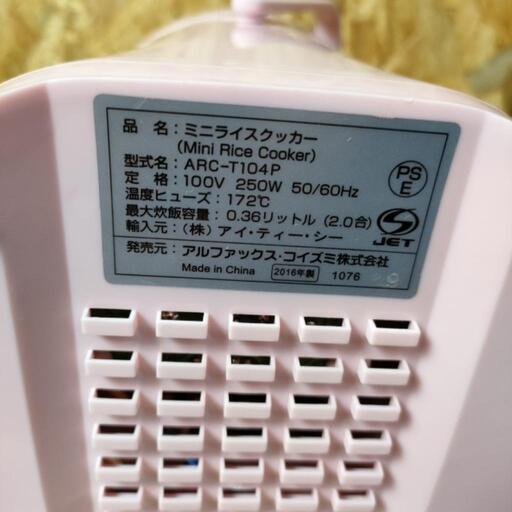 品　名：ミニライスクッカー
(Mini Rice Cooker)
型式名：ARC-T104P
定　格：100V 250W 50/60Hz
温度ヒューズ：172℃
最大炊飯容量：0.36リットル (2.0合)
輸入元：（株）アイ・ティー・シー
発売元：アルファックス・コイズミ株式会社
Made in China 2016年製 1076
PS
E
JET